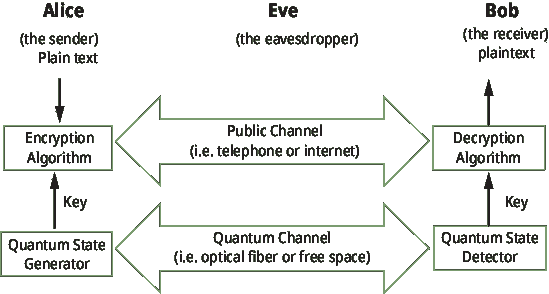 Alice
(the sender)
Plain text
Eve
(the eavesdropper)
Bob
(the receiver)
plaintext
Encryption
Algorithm
Public Channel
(i.e. telephone or internet)
Decryption
Algorithm
Key
Key
Quantum State
Generator
Quantum Channel
(i.e. optical fiber or free space)
Quantum State
Detector